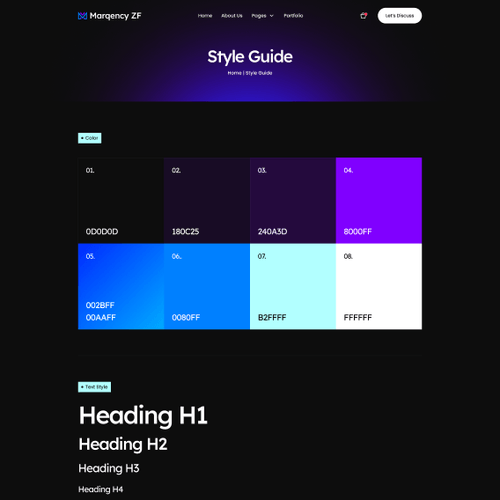 Marqency ZF
Home About Us Pages Portfolio
Let's Discuss
Style Guide
Home | Style Guide
Color
01. 02. 03. 04.
0D0D0D 180C25 240A3D 8000FF
05. 06. 07. 08.
002BFF
00AAFF 0080FF B2FFFF FFFFFF
Text Style
Heading H1
Heading H2
Heading H3
Heading H4